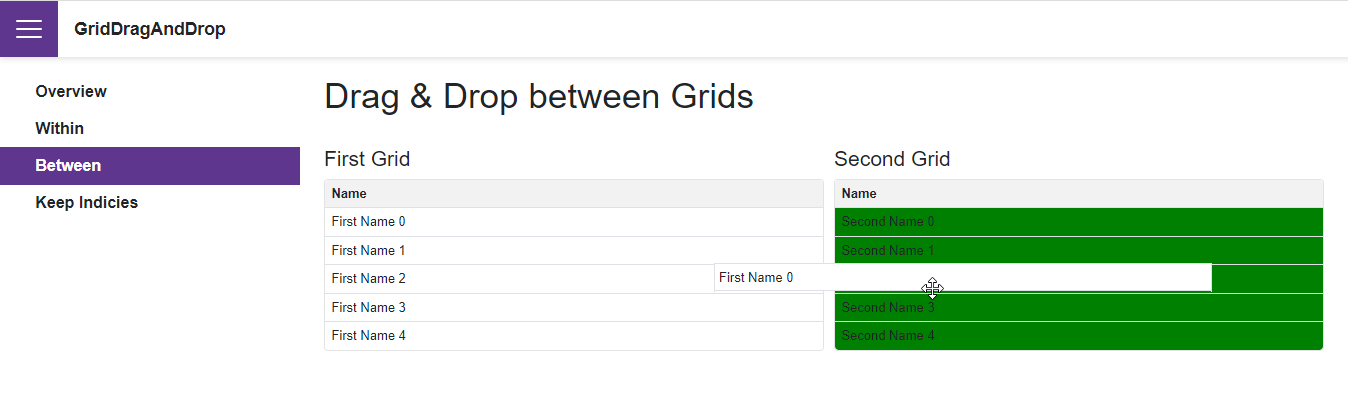 GridDragAndDrop
Overview
Within
Between
Keep Indicies
Drag & Drop between Grids
First Grid
Name
First Name 0
First Name 1
First Name 2
First Name 3
First Name 4
Second Grid
Name
Second Name 0
Second Name 1
First Name 0
Second Name 3
Second Name 4